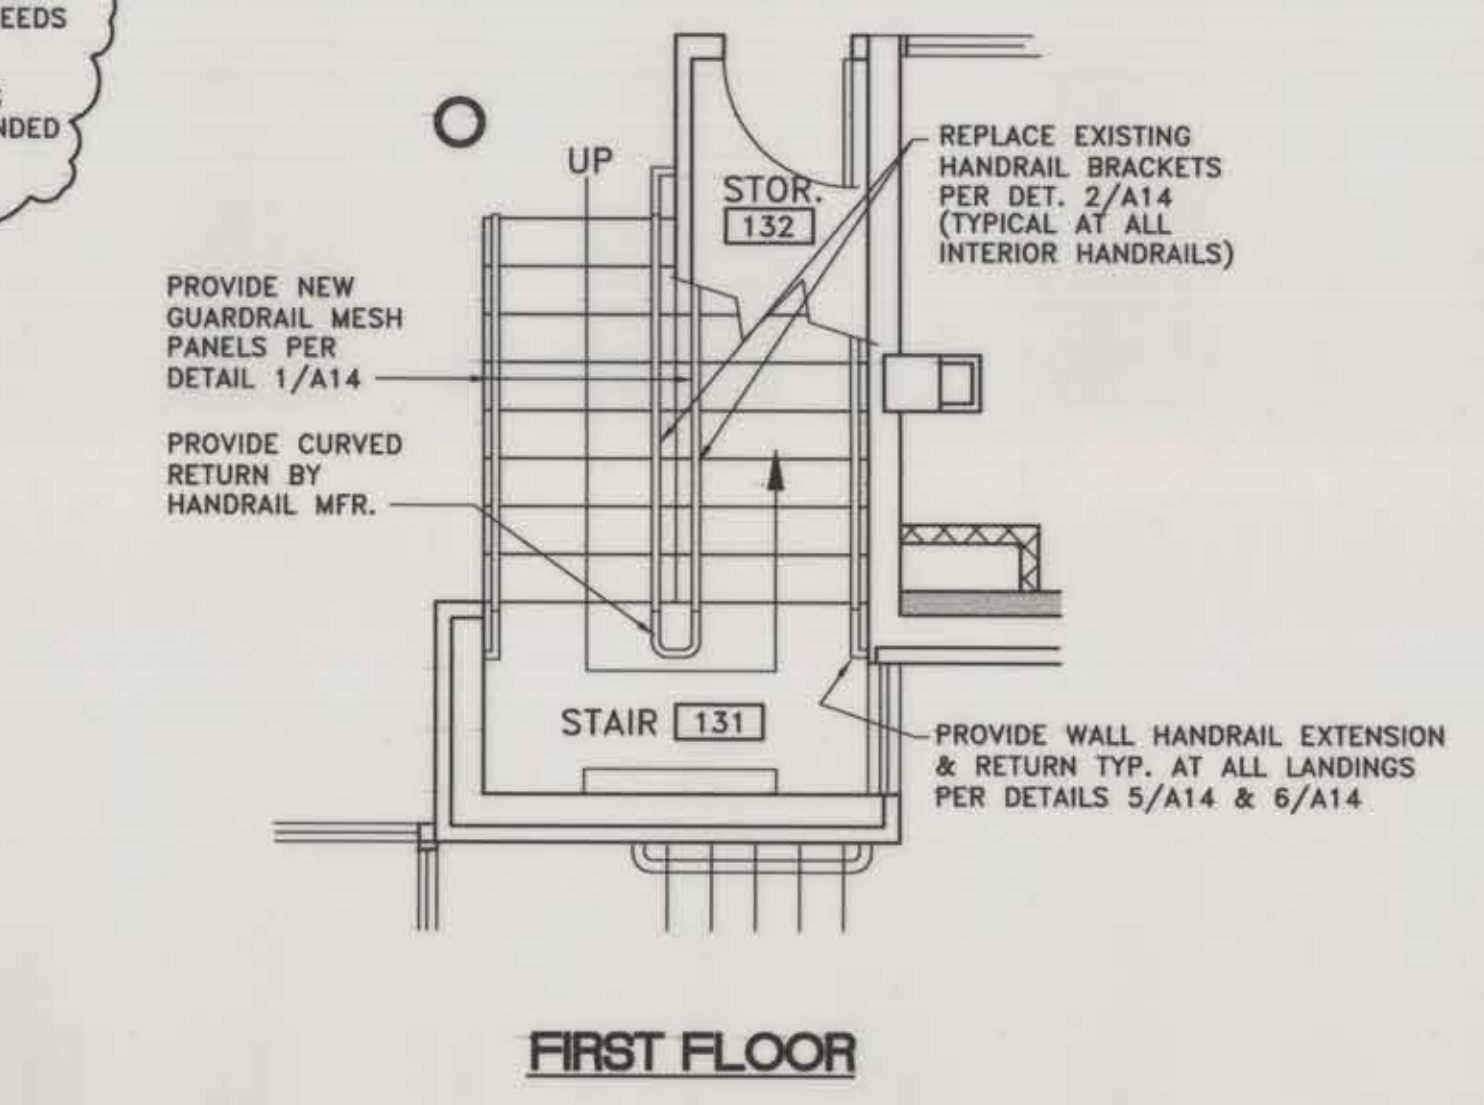 EEDS
NDED
UP
STOR.
132
REPLACE EXISTING
HANDRAIL BRACKETS
PER DET. 2/A14
(TYPICAL AT ALL
INTERIOR HANDRAILS)
PROVIDE NEW
GUARDRAIL MESH
PANELS PER
DETAIL 1/A14
PROVIDE CURVED
RETURN BY
HANDRAIL MFR.
STAIR 131
PROVIDE WALL HANDRAIL EXTENSION
& RETURN TYP. AT ALL LANDINGS
PER DETAILS 5/A14 & 6/A14
FIRST FLOOR